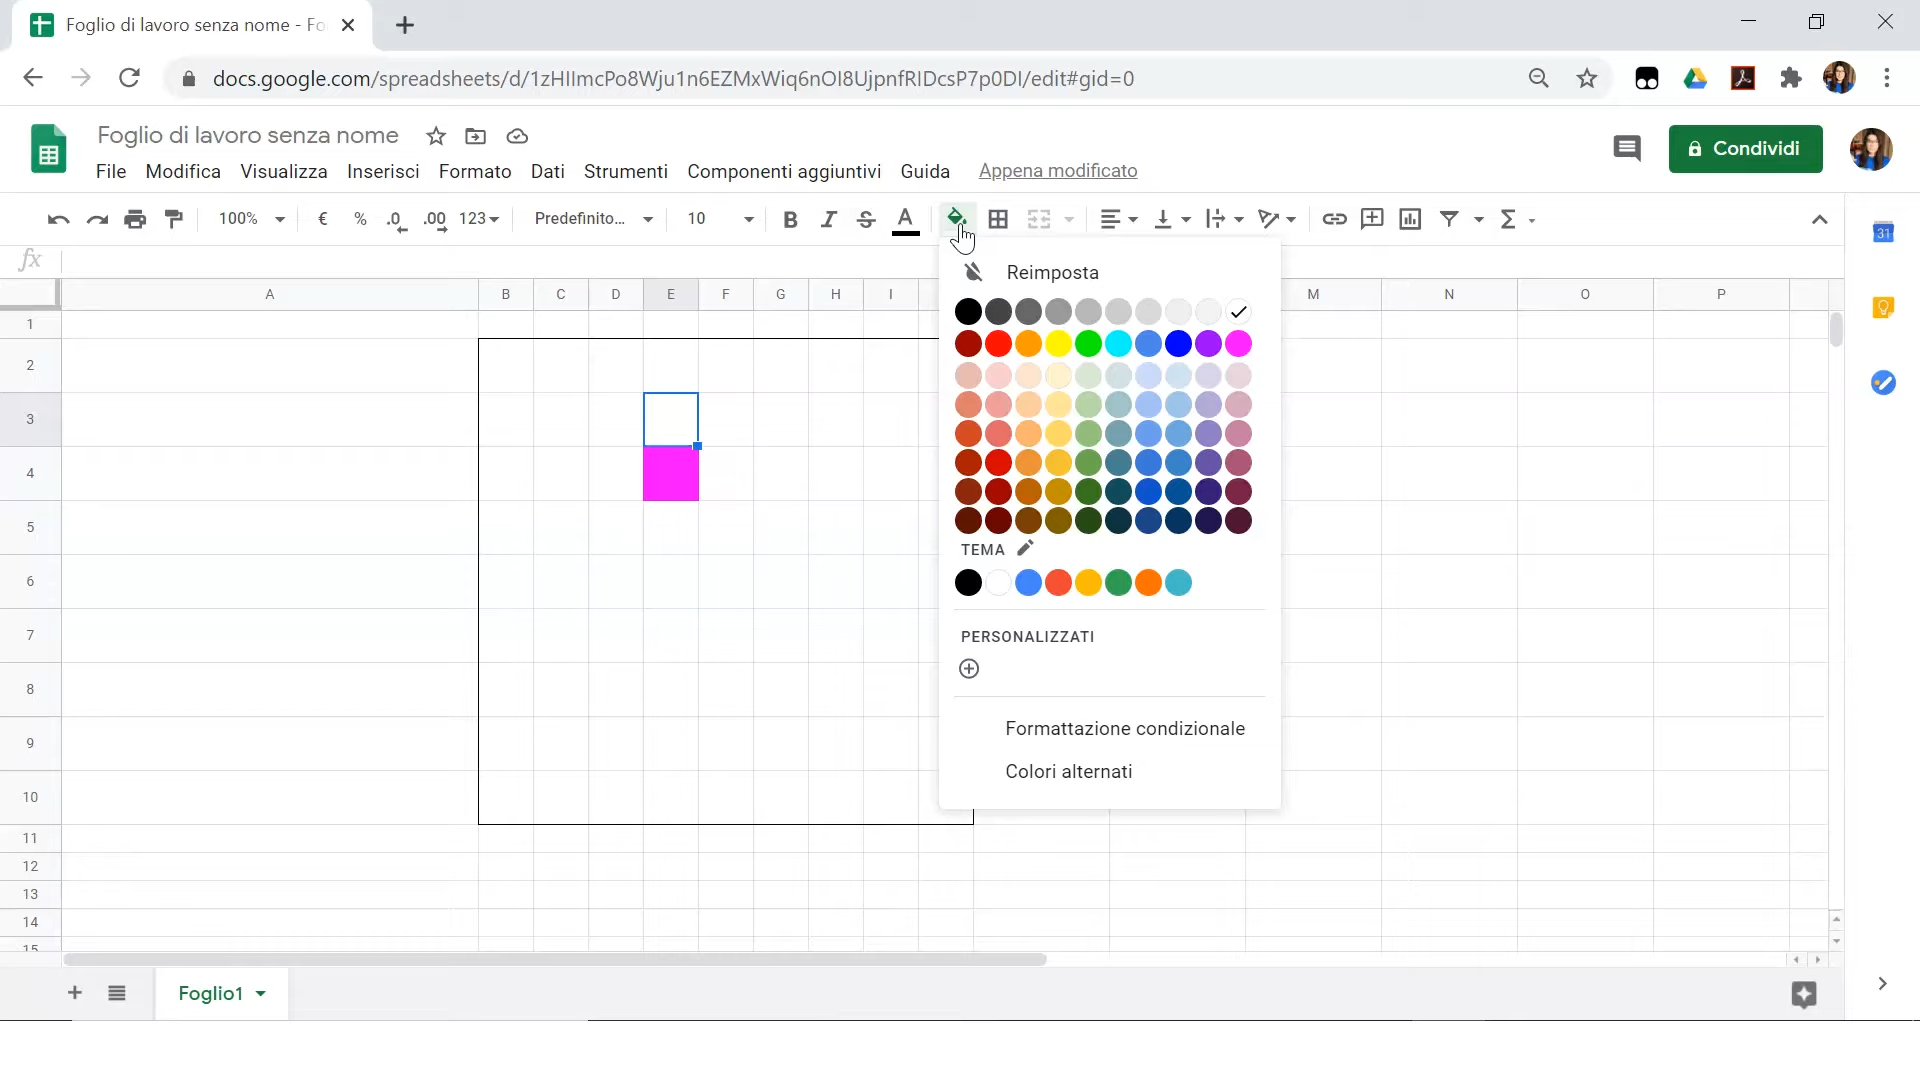 Foglio di lavoro senza nome - Fo
docs.google.com/spreadsheets/d/1zHIImcPo8Wju1n6EZMxWiq6nOI8UjpnfRIDcsP7p0DI/edit#gid=0
Foglio di lavoro senza nome
File Modifica Visualizza Inserisci Formato Dati Strumenti Componenti aggiuntivi Guida Appena modificato
Condividi
100% € % .0 .00 123 Predefinito... 10 B I S A Σ
31
fx
A B C D E F G H I M N O P
Reimposta
1
2
3
4
5
6
7
8
9
10
11
12
13
14
15
TEMA
PERSONALIZZATI
Formattazione condizionale
Colori alternati
Foglio1